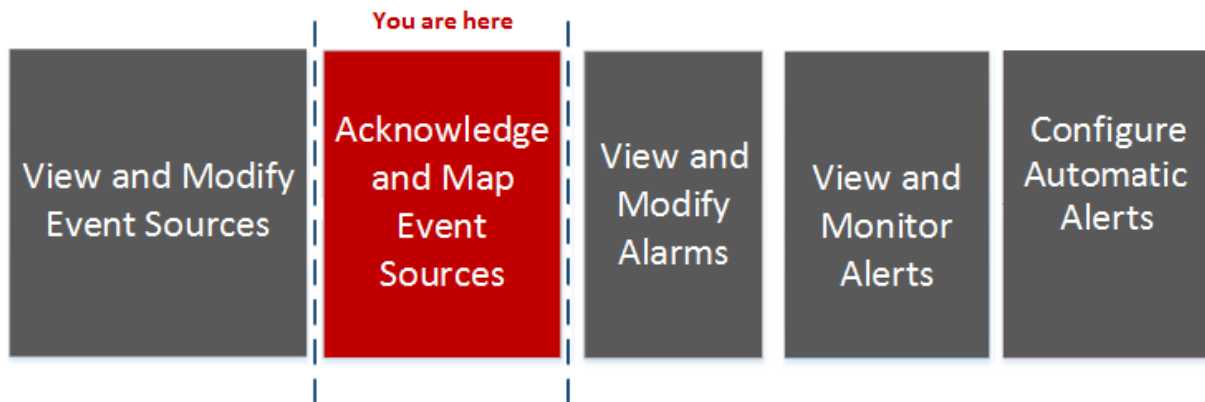 You are here
View and Modify
Event Sources
Acknowledge
and Map
Event
Sources
View and
Modify
Alarms
View and
Monitor
Alerts
Configure
Automatic
Alerts